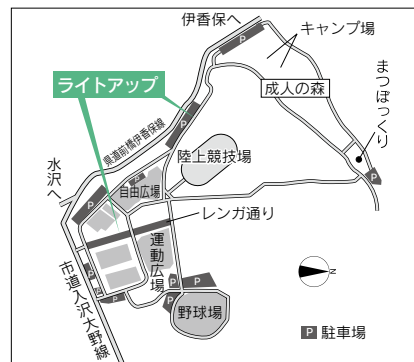 伊香保へ
キャンプ場
P
ライトアップ
成人の森
まつぼっくり
P
県道前橋伊香保線
P
陸上競技場
水沢へ
P
自由広場
P
P
P
レンガ通り
運動広場
市道入沢大野線
P
P
P
P
野球場
N
P 駐車場